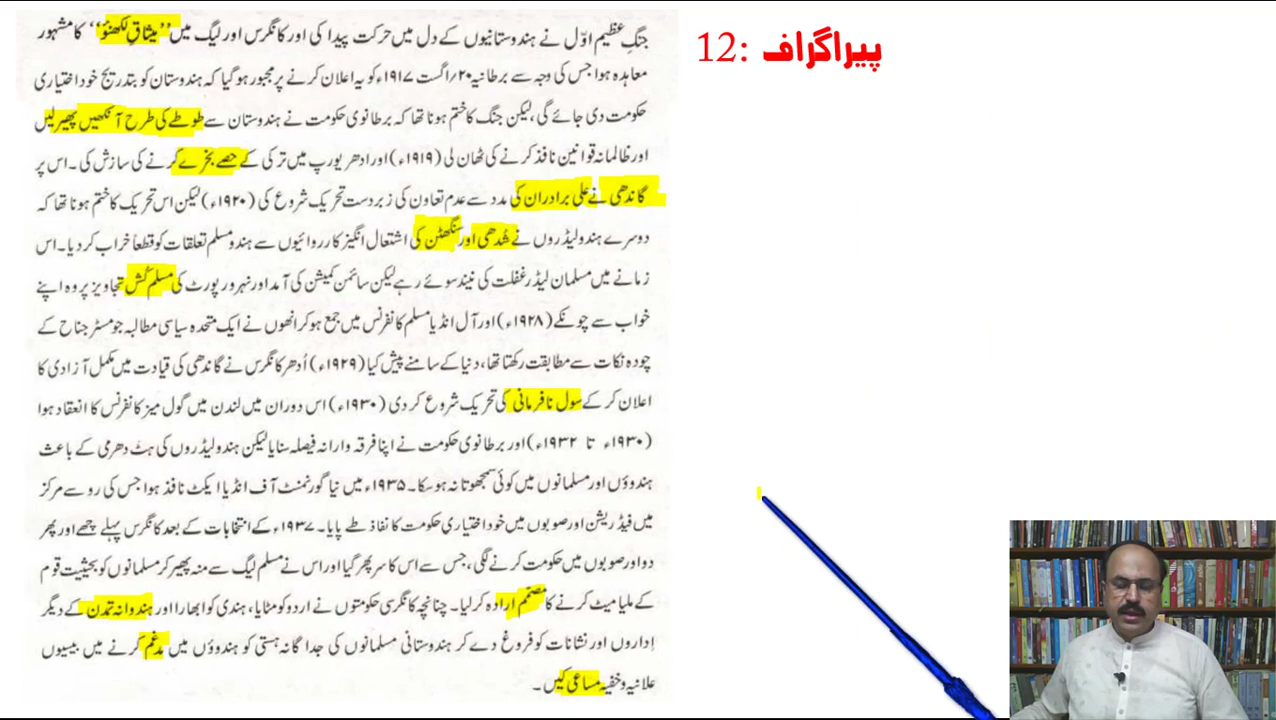 پیراگراف :12
جنگِ عظیم اوّل نے ہندوستانیوں کے دل میں حرکت پیدا کی اور کانگرس اور لیگ میں ”میثاقِ لکھنؤ“ کا مشہور
معاہدہ ہوا جس کی وجہ سے برطانیہ ۲۰/اگست ۱۹۱۷ء کو یہ اعلان کرنے پر مجبور ہو گیا کہ ہندوستان کو بتدریج خود اختیاری
حکومت دی جائے گی، لیکن جنگ کا ختم ہونا تھا کہ برطانوی حکومت نے ہندوستان سے طوطے کی طرح آنکھیں پھیر لیں
اور ظالمانہ قوانین نافذ کرنے کی ٹھان لی (۱۹۱۹ء) اور ادھر یورپ میں ترکی کے حصے بخرے کرنے کی سازش کی۔ اس پر
گاندھی نے علی برادران کی مدد سے عدم تعاون کی زبردست تحریک شروع کی (۱۹۲۰ء) لیکن اس تحریک کا ختم ہونا تھا کہ
دوسرے ہندو لیڈروں نے شدھی اور سنگھٹن کی اشتعال انگیز کارروائیوں سے ہندو مسلم تعلقات کو قطعاً خراب کر دیا۔ اس
زمانے میں مسلمان لیڈر غفلت کی نیند سوئے رہے لیکن سائمن کمیشن کی آمد اور نہرو رپورٹ کی مسلم کُش تجاویز پر وہ اپنے
خواب سے چونکے (۱۹۲۸ء) اور آل انڈیا مسلم کانفرنس میں جمع ہو کر انھوں نے ایک متحدہ سیاسی مطالبہ جو مسٹر جناح کے
چودہ نکات سے مطابقت رکھتا تھا، دنیا کے سامنے پیش کیا (۱۹۲۹ء) اُدھر کانگرس نے گاندھی کی قیادت میں مکمل آزادی کا
اعلان کر کے سول نافرمانی کی تحریک شروع کر دی (۱۹۳۰ء) اس دوران میں لندن میں گول میز کانفرنس کا انعقاد ہوا
(۱۹۳۰ء تا ۱۹۳۲ء) اور برطانوی حکومت نے اپنا فرقہ وارانہ فیصلہ سنایا لیکن ہندو لیڈروں کی ہٹ دھرمی کے باعث
ہندوؤں اور مسلمانوں میں کوئی سمجھوتا نہ ہو سکا۔ ۱۹۳۵ء میں نیا گورنمنٹ آف انڈیا ایکٹ نافذ ہوا جس کی رو سے مرکز
میں فیڈریشن اور صوبوں میں خود اختیاری حکومت کا نفاذ طے پایا۔ ۱۹۳۷ء کے انتخابات کے بعد کانگرس پہلے چھے اور پھر
دو اور صوبوں میں حکومت کرنے لگی، جس سے اس کا سر پھر گیا اور اس نے مسلم لیگ سے منہ پھیر کر مسلمانوں کو بحیثیت قوم
کے ملیا میٹ کرنے کا مصمّم ارادہ کر لیا۔ چنانچہ کانگرسی حکومتوں نے اردو کو مٹایا، ہندی کو ابھارا اور ہندوانہ تمدن کے دیگر
اِداروں اور نشانات کو فروغ دے کر ہندوستانی مسلمانوں کی جداگانہ ہستی کو ہندوؤں میں مدغم کرنے میں بیسیوں
علانیہ و خفیہ مساعی کیں۔